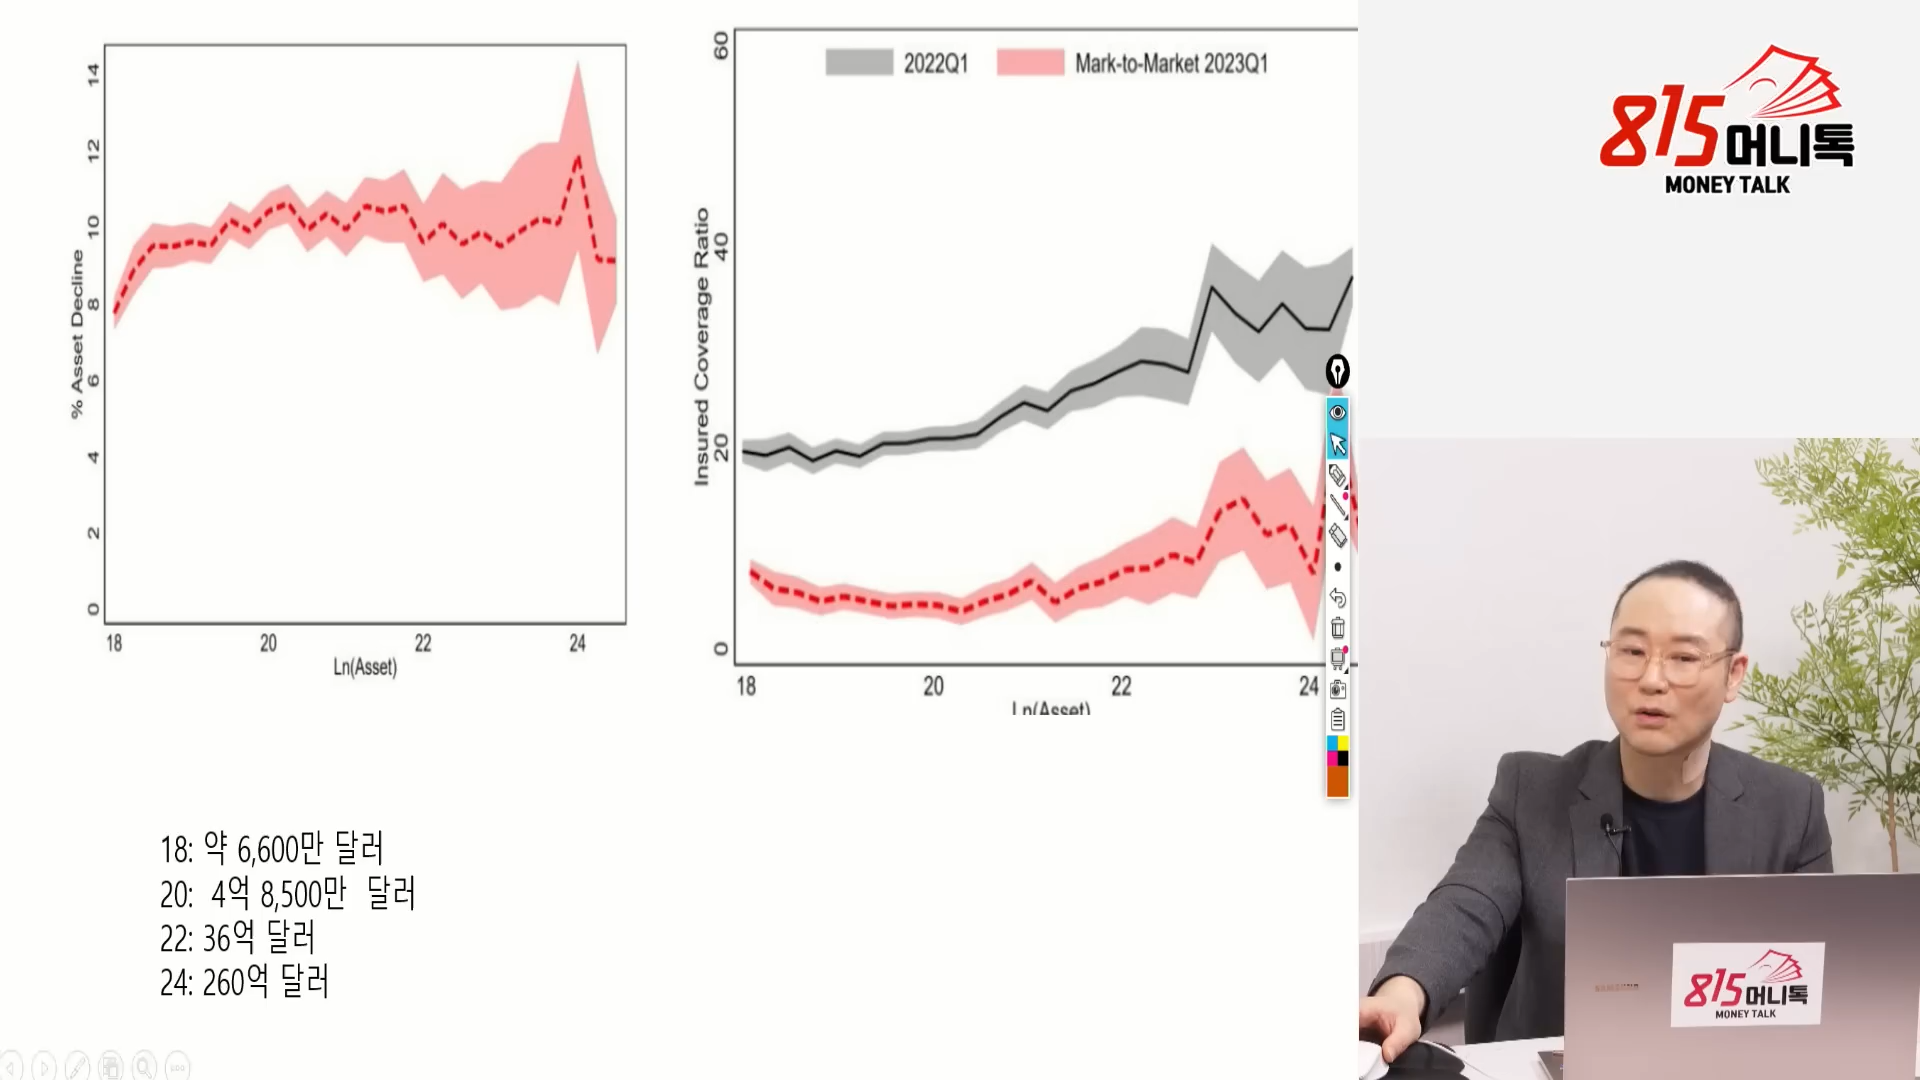 14
12
10
8
6
4
2
0
% Asset Decline
18 20 22 24
Ln(Asset)
60
40
20
0
Insured Coverage Ratio
2022Q1
Mark-to-Market 2023Q1
18 20 22 24
Ln(Asset)
18: 약 6,600만 달러
20: 4억 8,500만 달러
22: 36억 달러
24: 260억 달러
815머니톡
MONEY TALK
SAMSUNG
815머니톡
MONEY TALK